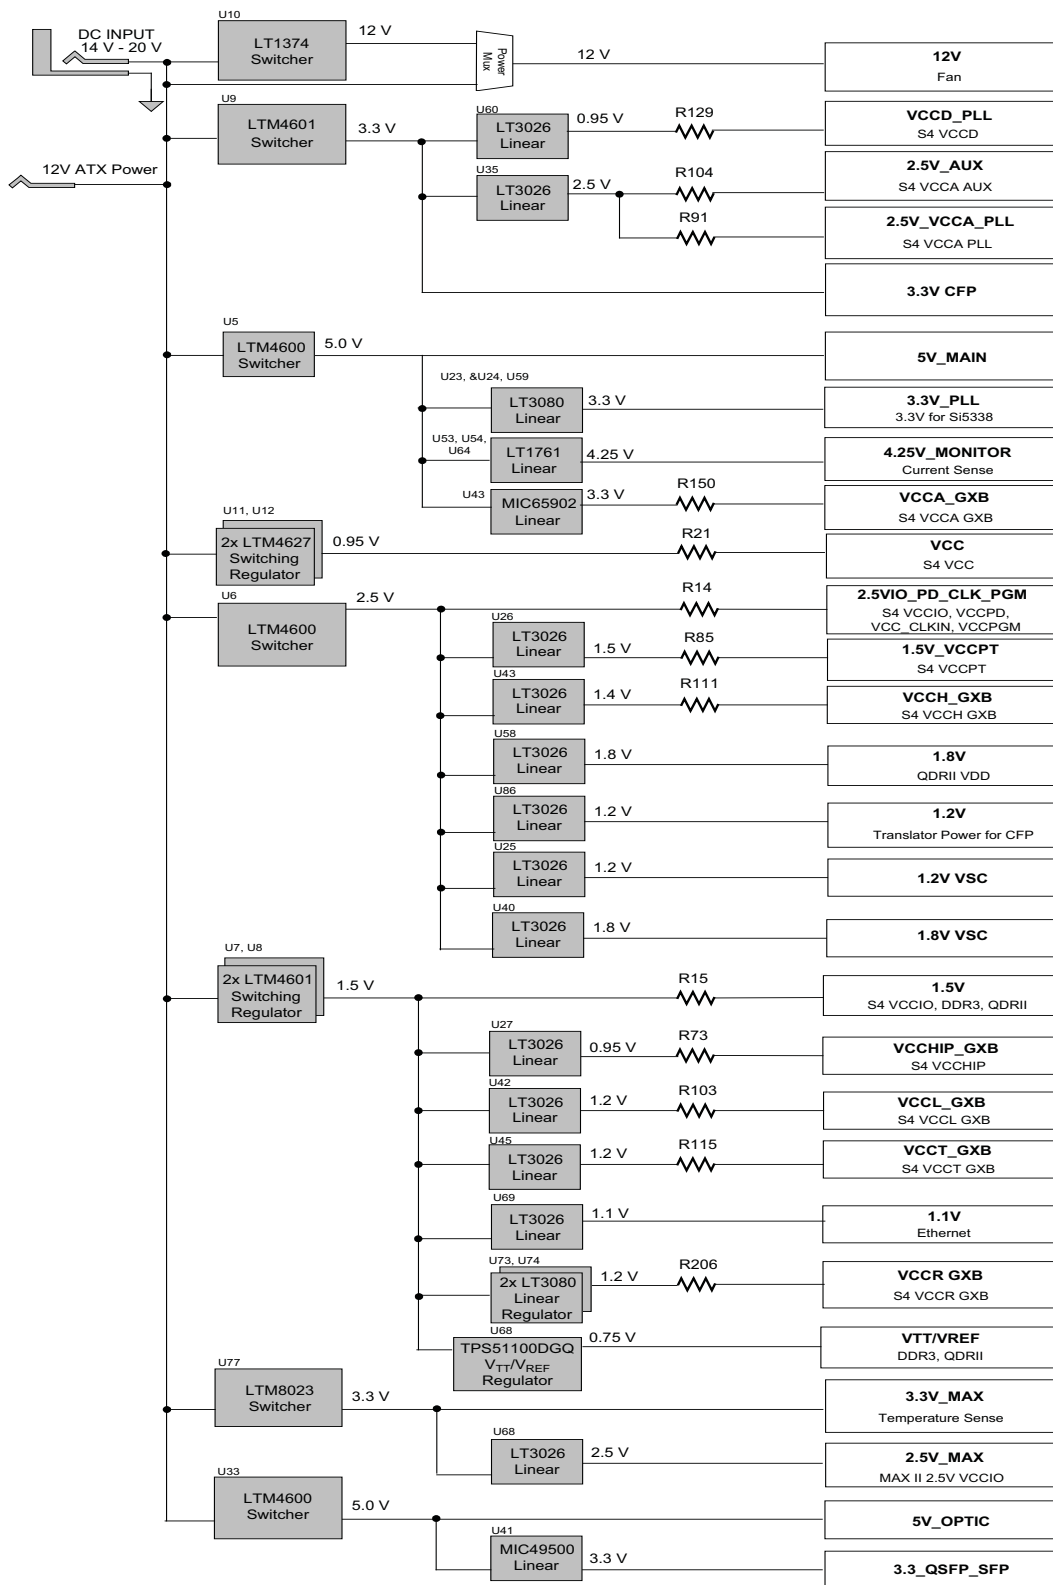 U10
DC INPUT
14 V - 20 V
LT1374
Switcher
12 V
Power
Mux
12 V
12V
Fan
U9
LTM4601
Switcher
3.3 V
U60
LT3026
Linear
0.95 V
R129
VCCD_PLL
S4 VCCD
12V ATX Power
U35
LT3026
Linear
2.5 V
R104
2.5V_AUX
S4 VCCA AUX
R91
2.5V_VCCA_PLL
S4 VCCA PLL
3.3V CFP
U5
LTM4600
Switcher
5.0 V
5V_MAIN
U23, &U24, U59
LT3080
Linear
3.3 V
3.3V_PLL
3.3V for Si5338
U53, U54,
U64
LT1761
Linear
4.25 V
4.25V_MONITOR
Current Sense
U43
MIC65902
Linear
3.3 V
R150
VCCA_GXB
S4 VCCA GXB
U11, U12
2x LTM4627
Switching
Regulator
0.95 V
R21
VCC
S4 VCC
U6
LTM4600
Switcher
2.5 V
R14
2.5VIO_PD_CLK_PGM
S4 VCCIO, VCCPD,
VCC_CLKIN, VCCPGM
U26
LT3026
Linear
1.5 V
R85
1.5V_VCCPT
S4 VCCPT
U43
LT3026
Linear
1.4 V
R111
VCCH_GXB
S4 VCCH GXB
U58
LT3026
Linear
1.8 V
1.8V
QDRII VDD
U86
LT3026
Linear
1.2 V
1.2V
Translator Power for CFP
U25
LT3026
Linear
1.2 V
1.2V VSC
U40
LT3026
Linear
1.8 V
1.8V VSC
U7, U8
2x LTM4601
Switching
Regulator
1.5 V
R15
1.5V
S4 VCCIO, DDR3, QDRII
U27
LT3026
Linear
0.95 V
R73
VCCHIP_GXB
S4 VCCHIP
U42
LT3026
Linear
1.2 V
R103
VCCL_GXB
S4 VCCL GXB
U45
LT3026
Linear
1.2 V
R115
VCCT_GXB
S4 VCCT GXB
U69
LT3026
Linear
1.1 V
1.1V
Ethernet
U73, U74
2x LT3080
Linear
Regulator
1.2 V
R206
VCCR GXB
S4 VCCR GXB
U68
TPS51100DGQ
VTT/VREF
Regulator
0.75 V
VTT/VREF
DDR3, QDRII
U77
LTM8023
Switcher
3.3 V
3.3V_MAX
Temperature Sense
U68
LT3026
Linear
2.5 V
2.5V_MAX
MAX II 2.5V VCCIO
U33
LTM4600
Switcher
5.0 V
5V_OPTIC
U41
MIC49500
Linear
3.3 V
3.3_QSFP_SFP